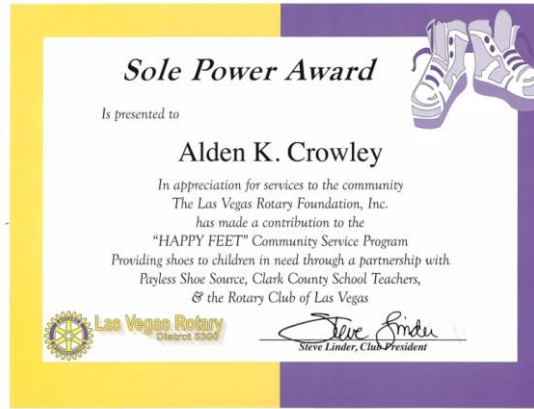 Sole Power Award
Is presented to
Alden K. Crowley
In appreciation for services to the community
The Las Vegas Rotary Foundation, Inc.
has made a contribution to the
“HAPPY FEET” Community Service Program
Providing shoes to children in need through a partnership with
Payless Shoe Source, Clark County School Teachers,
& the Rotary Club of Las Vegas
Las Vegas Rotary
District 5300
Steve Linder
Steve Linder, Club President